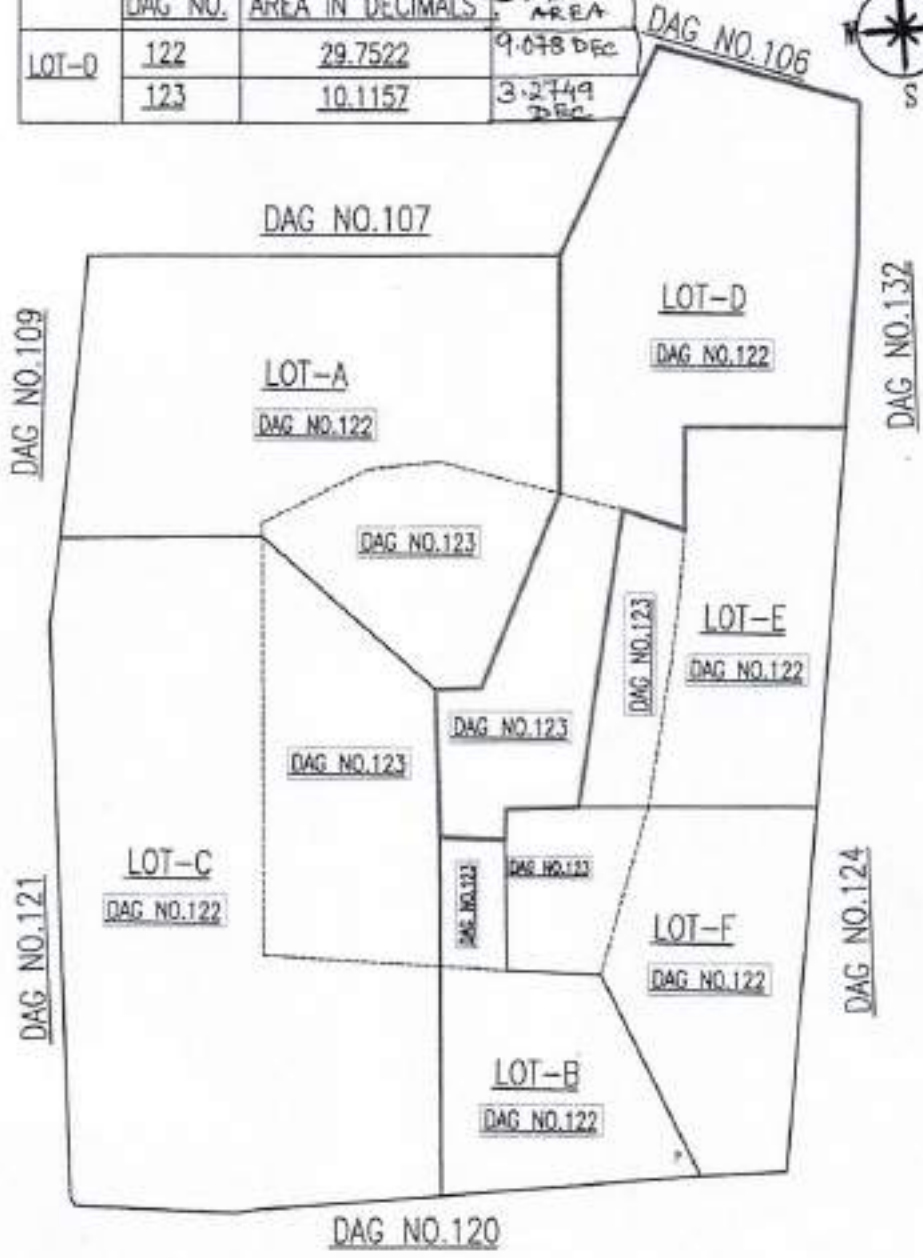 DAG NO. AREA IN DECIMALS AREA
LOT-D 122 29.7522 9.078 DEC
123 10.1157 3.2749
DEC
DAG NO.106
W
S
DAG NO.107
DAG NO.109
DAG NO.132
LOT-D
DAG NO.122
LOT-A
DAG NO.122
DAG NO.123
DAG NO.123
LOT-E
DAG NO.122
DAG NO.123
DAG NO.123
LOT-C
DAG NO.122
DAG NO.123
DAG NO.123
DAG NO.121
DAG NO.124
LOT-F
DAG NO.122
LOT-B
DAG NO.122
P
DAG NO.120